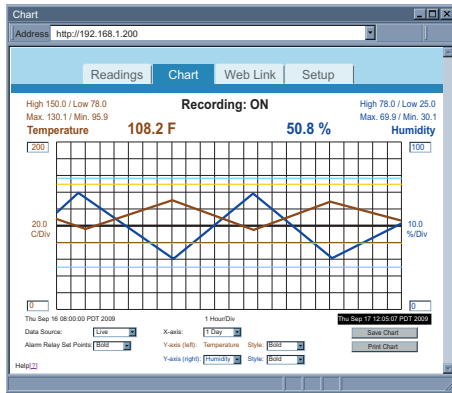 Chart
Address http://192.168.1.200
Readings Chart Web Link Setup
High 150.0 / Low 78.0 Recording: ON High 78.0 / Low 25.0
Max. 130.1 / Min. 95.9 Max. 69.9 / Min. 30.1
Temperature 108.2 F 50.8 % Humidity
200 100
20.0 10.0
C/Div %/Div
0 0
Thu Sep 16 08:00:00 PDT 2009 1 Hour/Div Thu Sep 17 12:05:07 PDT 2009
Data Source: Live X-axis: 1 Day Save Chart
Alarm Relay Set Points: Bold Y-axis (left): Temperature Style: Bold Print Chart
Y-axis (right): Humidity Style: Bold
Help[?]